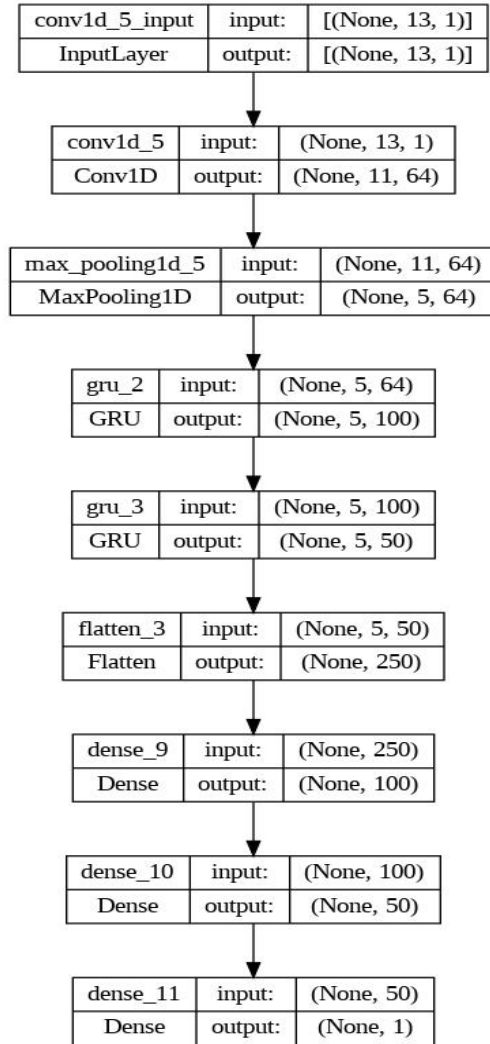 conv1d_5_input input: [(None, 13, 1)]
InputLayer output: [(None, 13, 1)]
conv1d_5 input: (None, 13, 1)
Conv1D output: (None, 11, 64)
max_pooling1d_5 input: (None, 11, 64)
MaxPooling1D output: (None, 5, 64)
gru_2 input: (None, 5, 64)
GRU output: (None, 5, 100)
gru_3 input: (None, 5, 100)
GRU output: (None, 5, 50)
flatten_3 input: (None, 5, 50)
Flatten output: (None, 250)
dense_9 input: (None, 250)
Dense output: (None, 100)
dense_10 input: (None, 100)
Dense output: (None, 50)
dense_11 input: (None, 50)
Dense output: (None, 1)